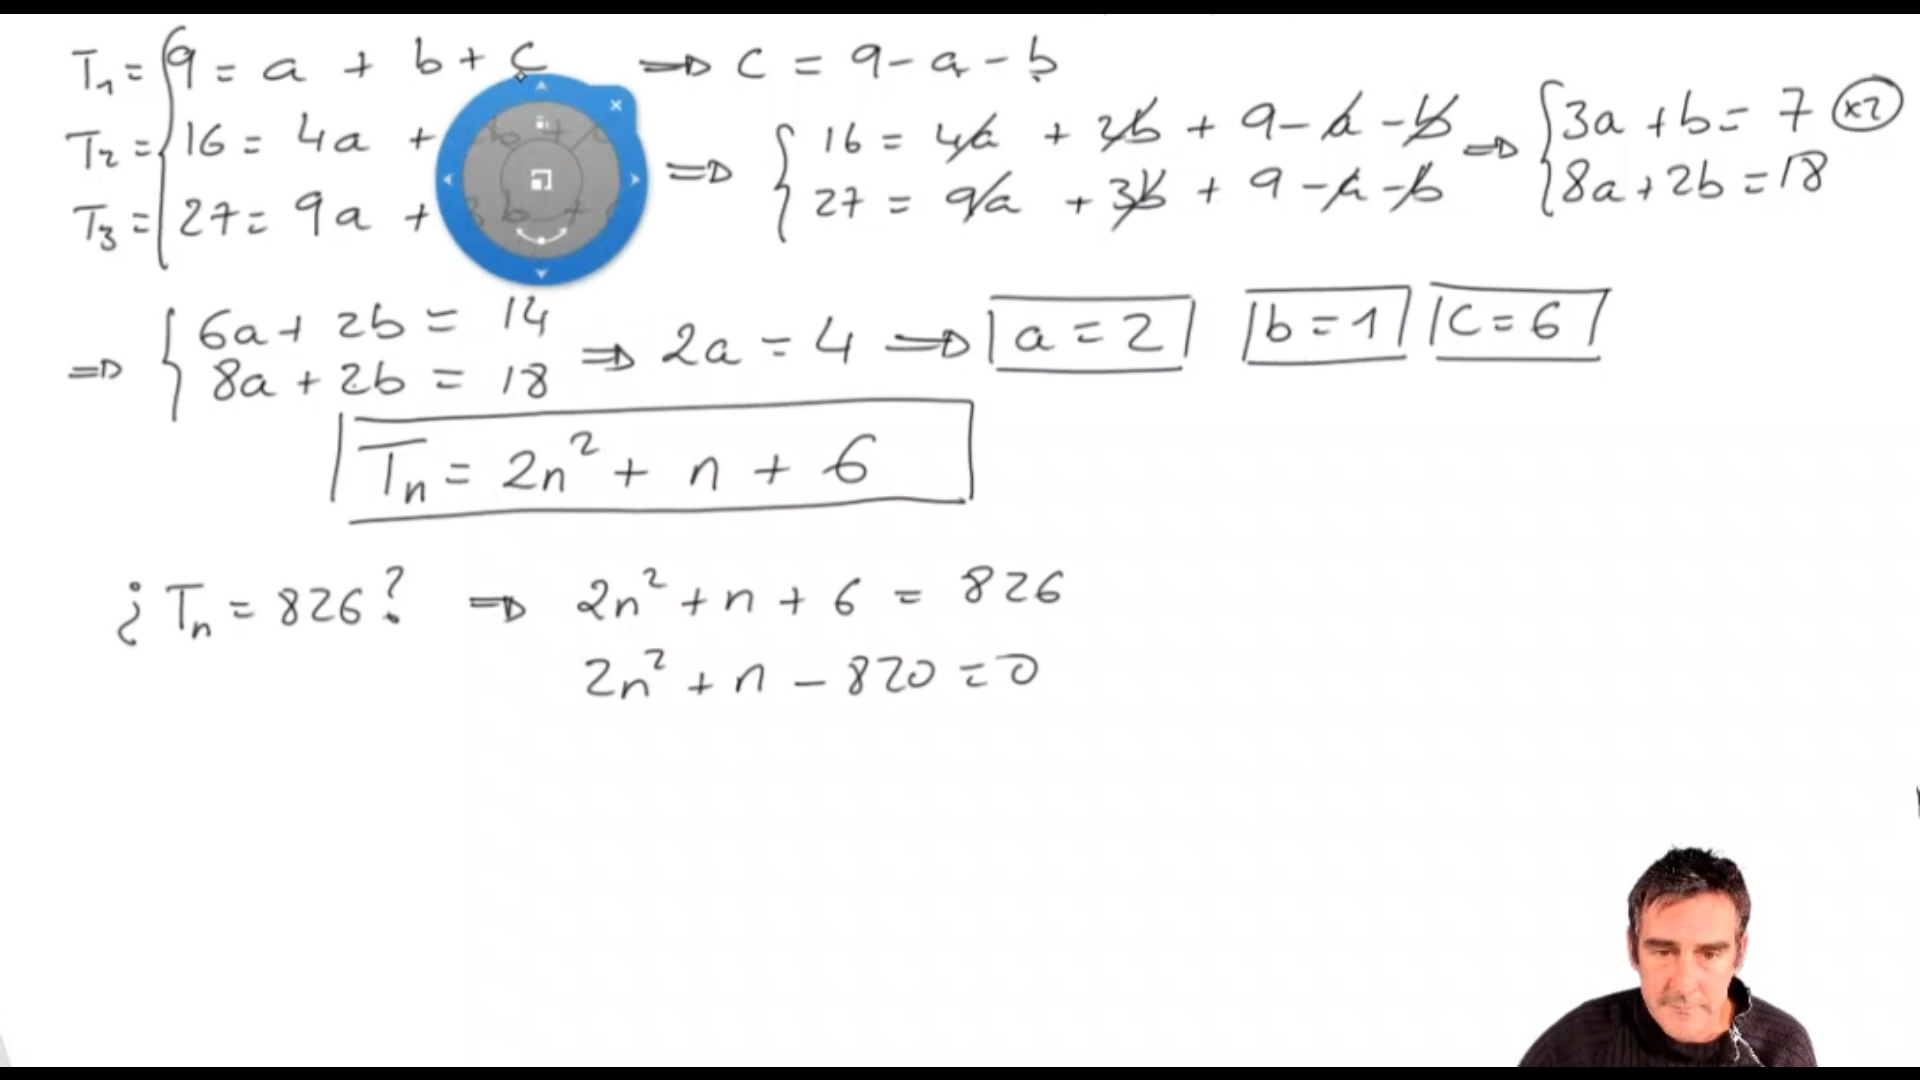 T₁ = 9 = a + b + c ⇒ c = 9 - a - b
T₂ = 16 = 4a + 2b + c ⇒ 16 = 4a + 2b + 9 - a - b ⇒ 3a + b = 7 x2
T₃ = 27 = 9a + 3b + c 27 = 9a + 3b + 9 - a - b 8a + 2b = 18
⇒ 6a + 2b = 14 ⇒ 2a = 4 ⇒ a = 2 b = 1 c = 6
8a + 2b = 18
Tn = 2n² + n + 6
¿Tn = 826? ⇒ 2n² + n + 6 = 826
2n² + n - 820 = 0